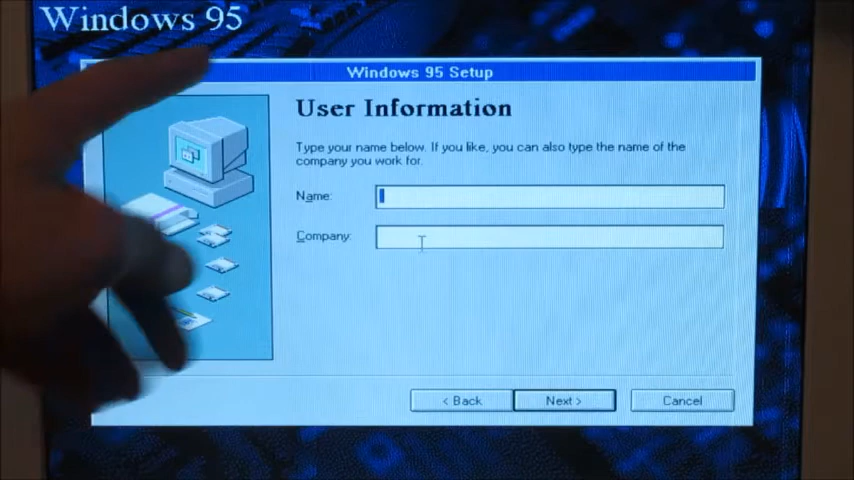 Windows 95
Windows 95 Setup
User Information
Type your name below. If you like, you can also type the name of the
company you work for.
Name:
Company:
< Back
Next >
Cancel